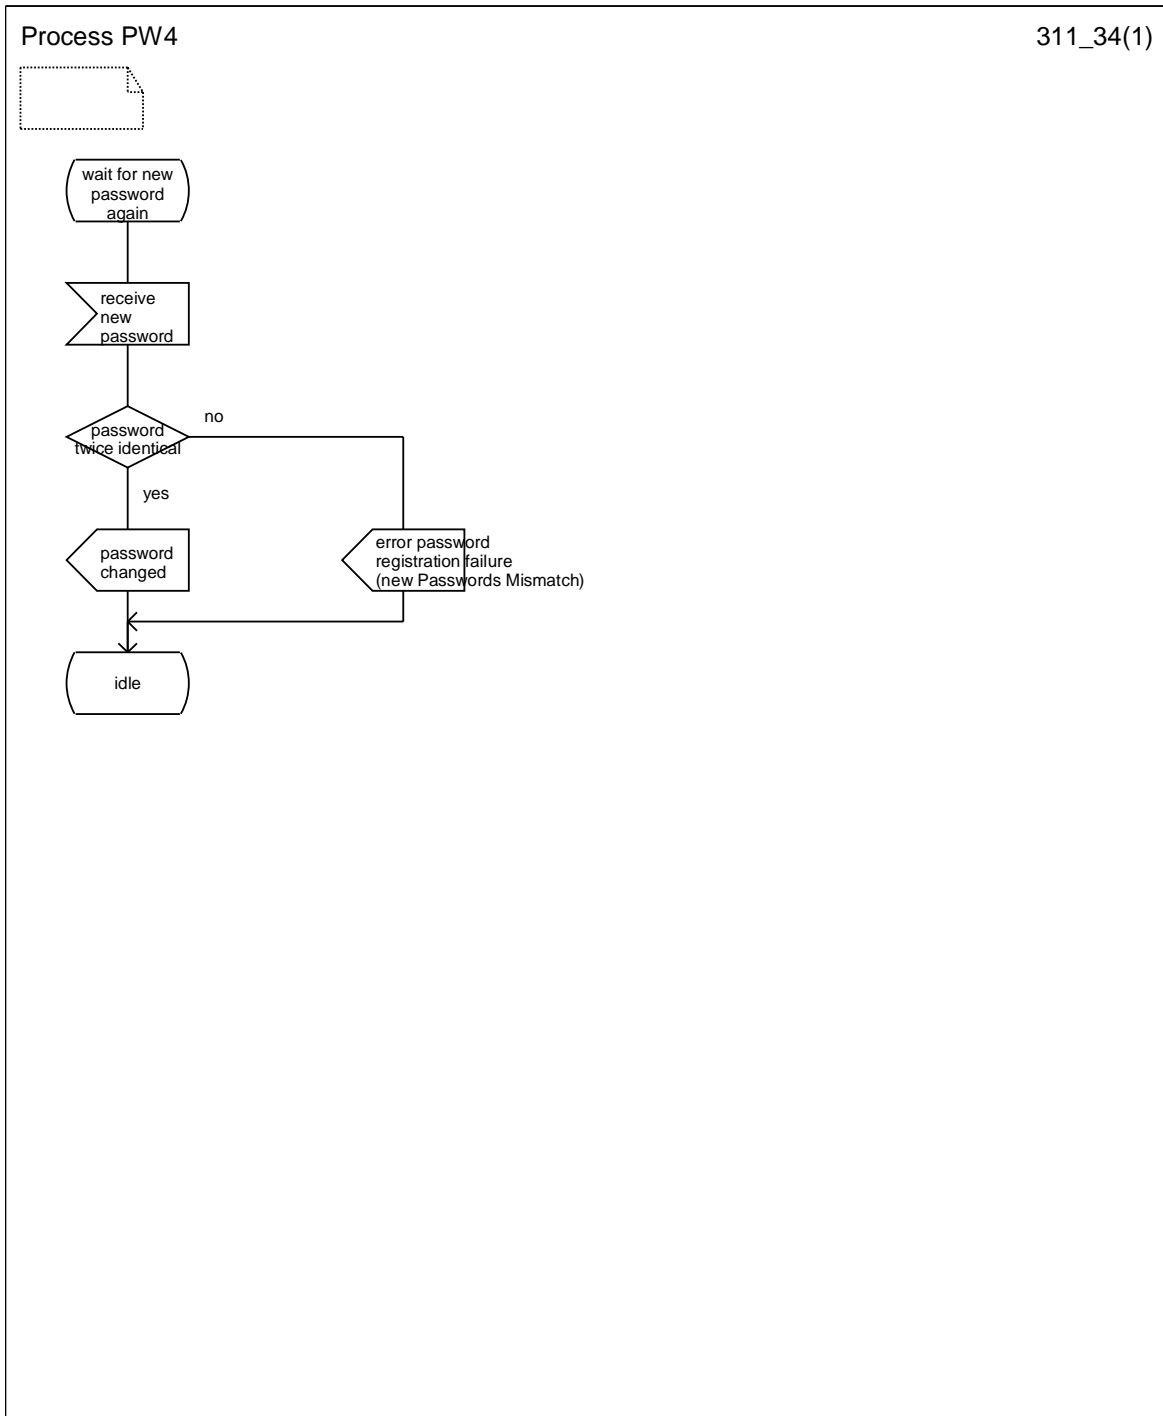 Process PW4
311_34(1)
wait for new
password
again
receive
new
password
password
twice identical
no
yes
password
changed
error password
registration failure
(new Passwords Mismatch)
idle